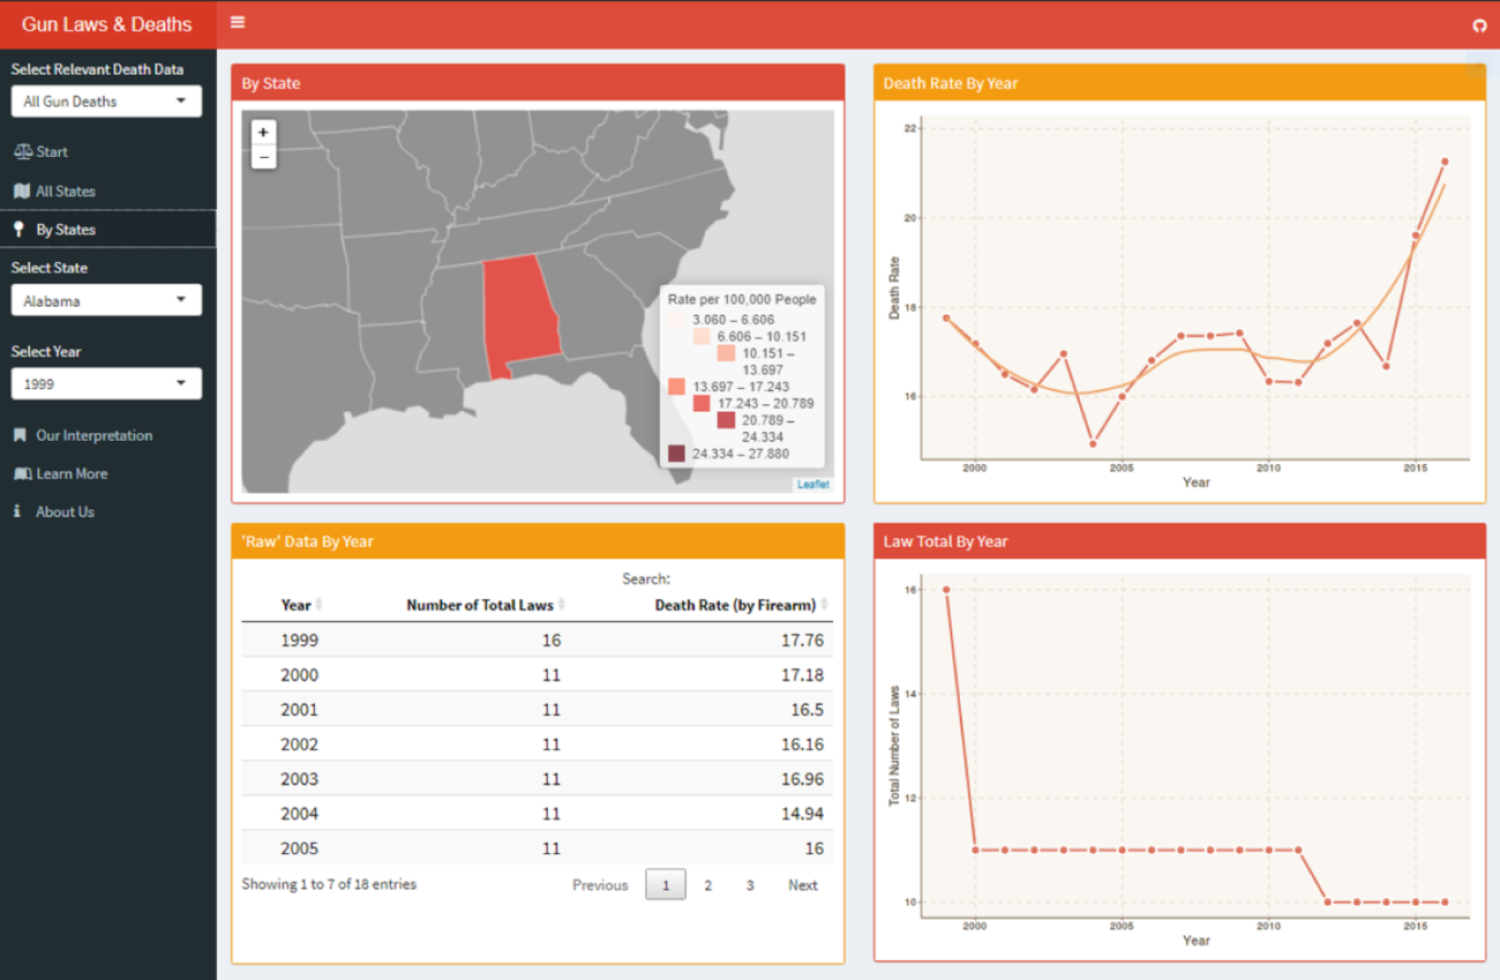 Gun Laws & Deaths
Select Relevant Death Data
All Gun Deaths
Start
All States
By States
Select State
Alabama
Select Year
1999
Our Interpretation
Learn More
About Us
By State
+
−
Rate per 100,000 People
3.060 – 6.606
6.606 – 10.151
10.151 –
13.697
13.697 – 17.243
17.243 – 20.789
20.789 –
24.334
24.334 – 27.880
Leaflet
Death Rate By Year
Death Rate
22
20
18
16
2000 2005 2010 2015
Year
'Raw' Data By Year
Search:
Year Number of Total Laws Death Rate (by Firearm)
1999 16 17.76
2000 11 17.18
2001 11 16.5
2002 11 16.16
2003 11 16.96
2004 11 14.94
2005 11 16
Showing 1 to 7 of 18 entries
Previous 1 2 3 Next
Law Total By Year
Total Number of Laws
16
14
12
10
2000 2005 2010 2015
Year